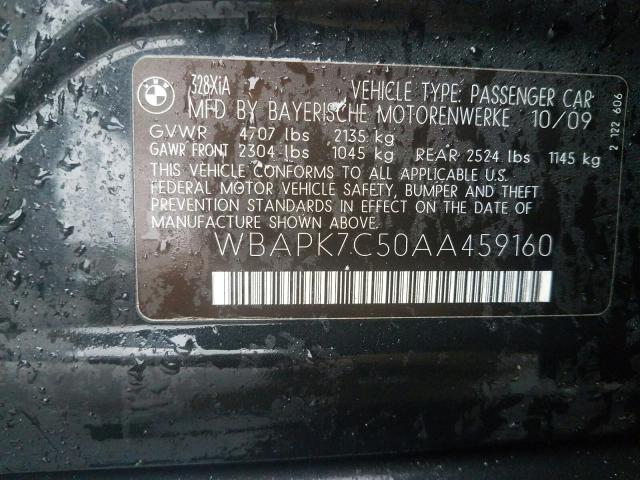 BMW
328XiA
VEHICLE TYPE: PASSENGER CAR
MFD BY BAYERISCHE MOTORENWERKE 10/09
GVWR 4707 lbs 2135 kg
GAWR FRONT 2304 lbs 1045 kg REAR 2524 lbs 1145 kg
THIS VEHICLE CONFORMS TO ALL APPLICABLE U.S.
FEDERAL MOTOR VEHICLE SAFETY, BUMPER AND THEFT
PREVENTION STANDARDS IN EFFECT ON THE DATE OF
MANUFACTURE SHOWN ABOVE.
WBAPK7C50AA459160
2 122 606